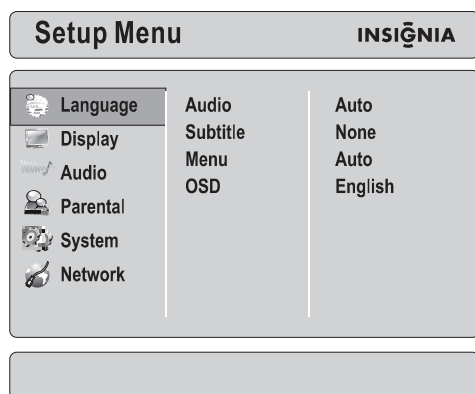 Setup Menu INSIGNIA
Language Audio Auto
Display Subtitle None
Audio Menu Auto
Parental OSD English
System
Network